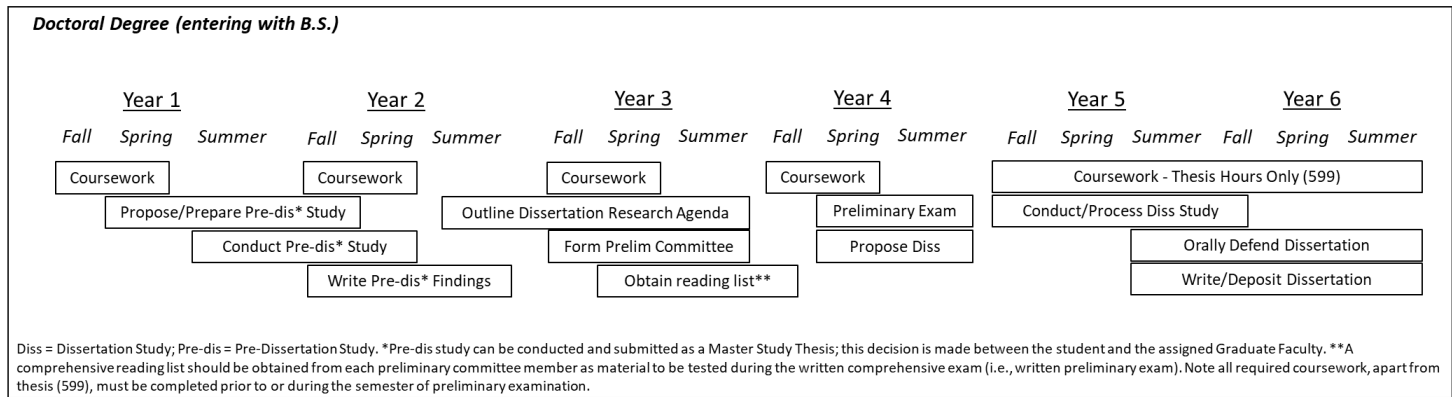 Doctoral Degree (entering with B.S.)
Year 1 Year 2 Year 3 Year 4 Year 5 Year 6
Fall Spring Summer Fall Spring Summer Fall Spring Summer Fall Spring Summer Fall Spring Summer Fall Spring Summer
Coursework Coursework Coursework Coursework Coursework - Thesis Hours Only (599)
Propose/Prepare Pre-dis* Study Outline Dissertation Research Agenda Preliminary Exam Conduct/Process Diss Study
Conduct Pre-dis* Study Form Prelim Committee Propose Diss Orally Defend Dissertation
Write Pre-dis* Findings Obtain reading list** Write/Deposit Dissertation
Diss = Dissertation Study; Pre-dis = Pre-Dissertation Study. *Pre-dis study can be conducted and submitted as a Master Study Thesis; this decision is made between the student and the assigned Graduate Faculty. **A
comprehensive reading list should be obtained from each preliminary committee member as material to be tested during the written comprehensive exam (i.e., written preliminary exam). Note all required coursework, apart from
thesis (599), must be completed prior to or during the semester of preliminary examination.